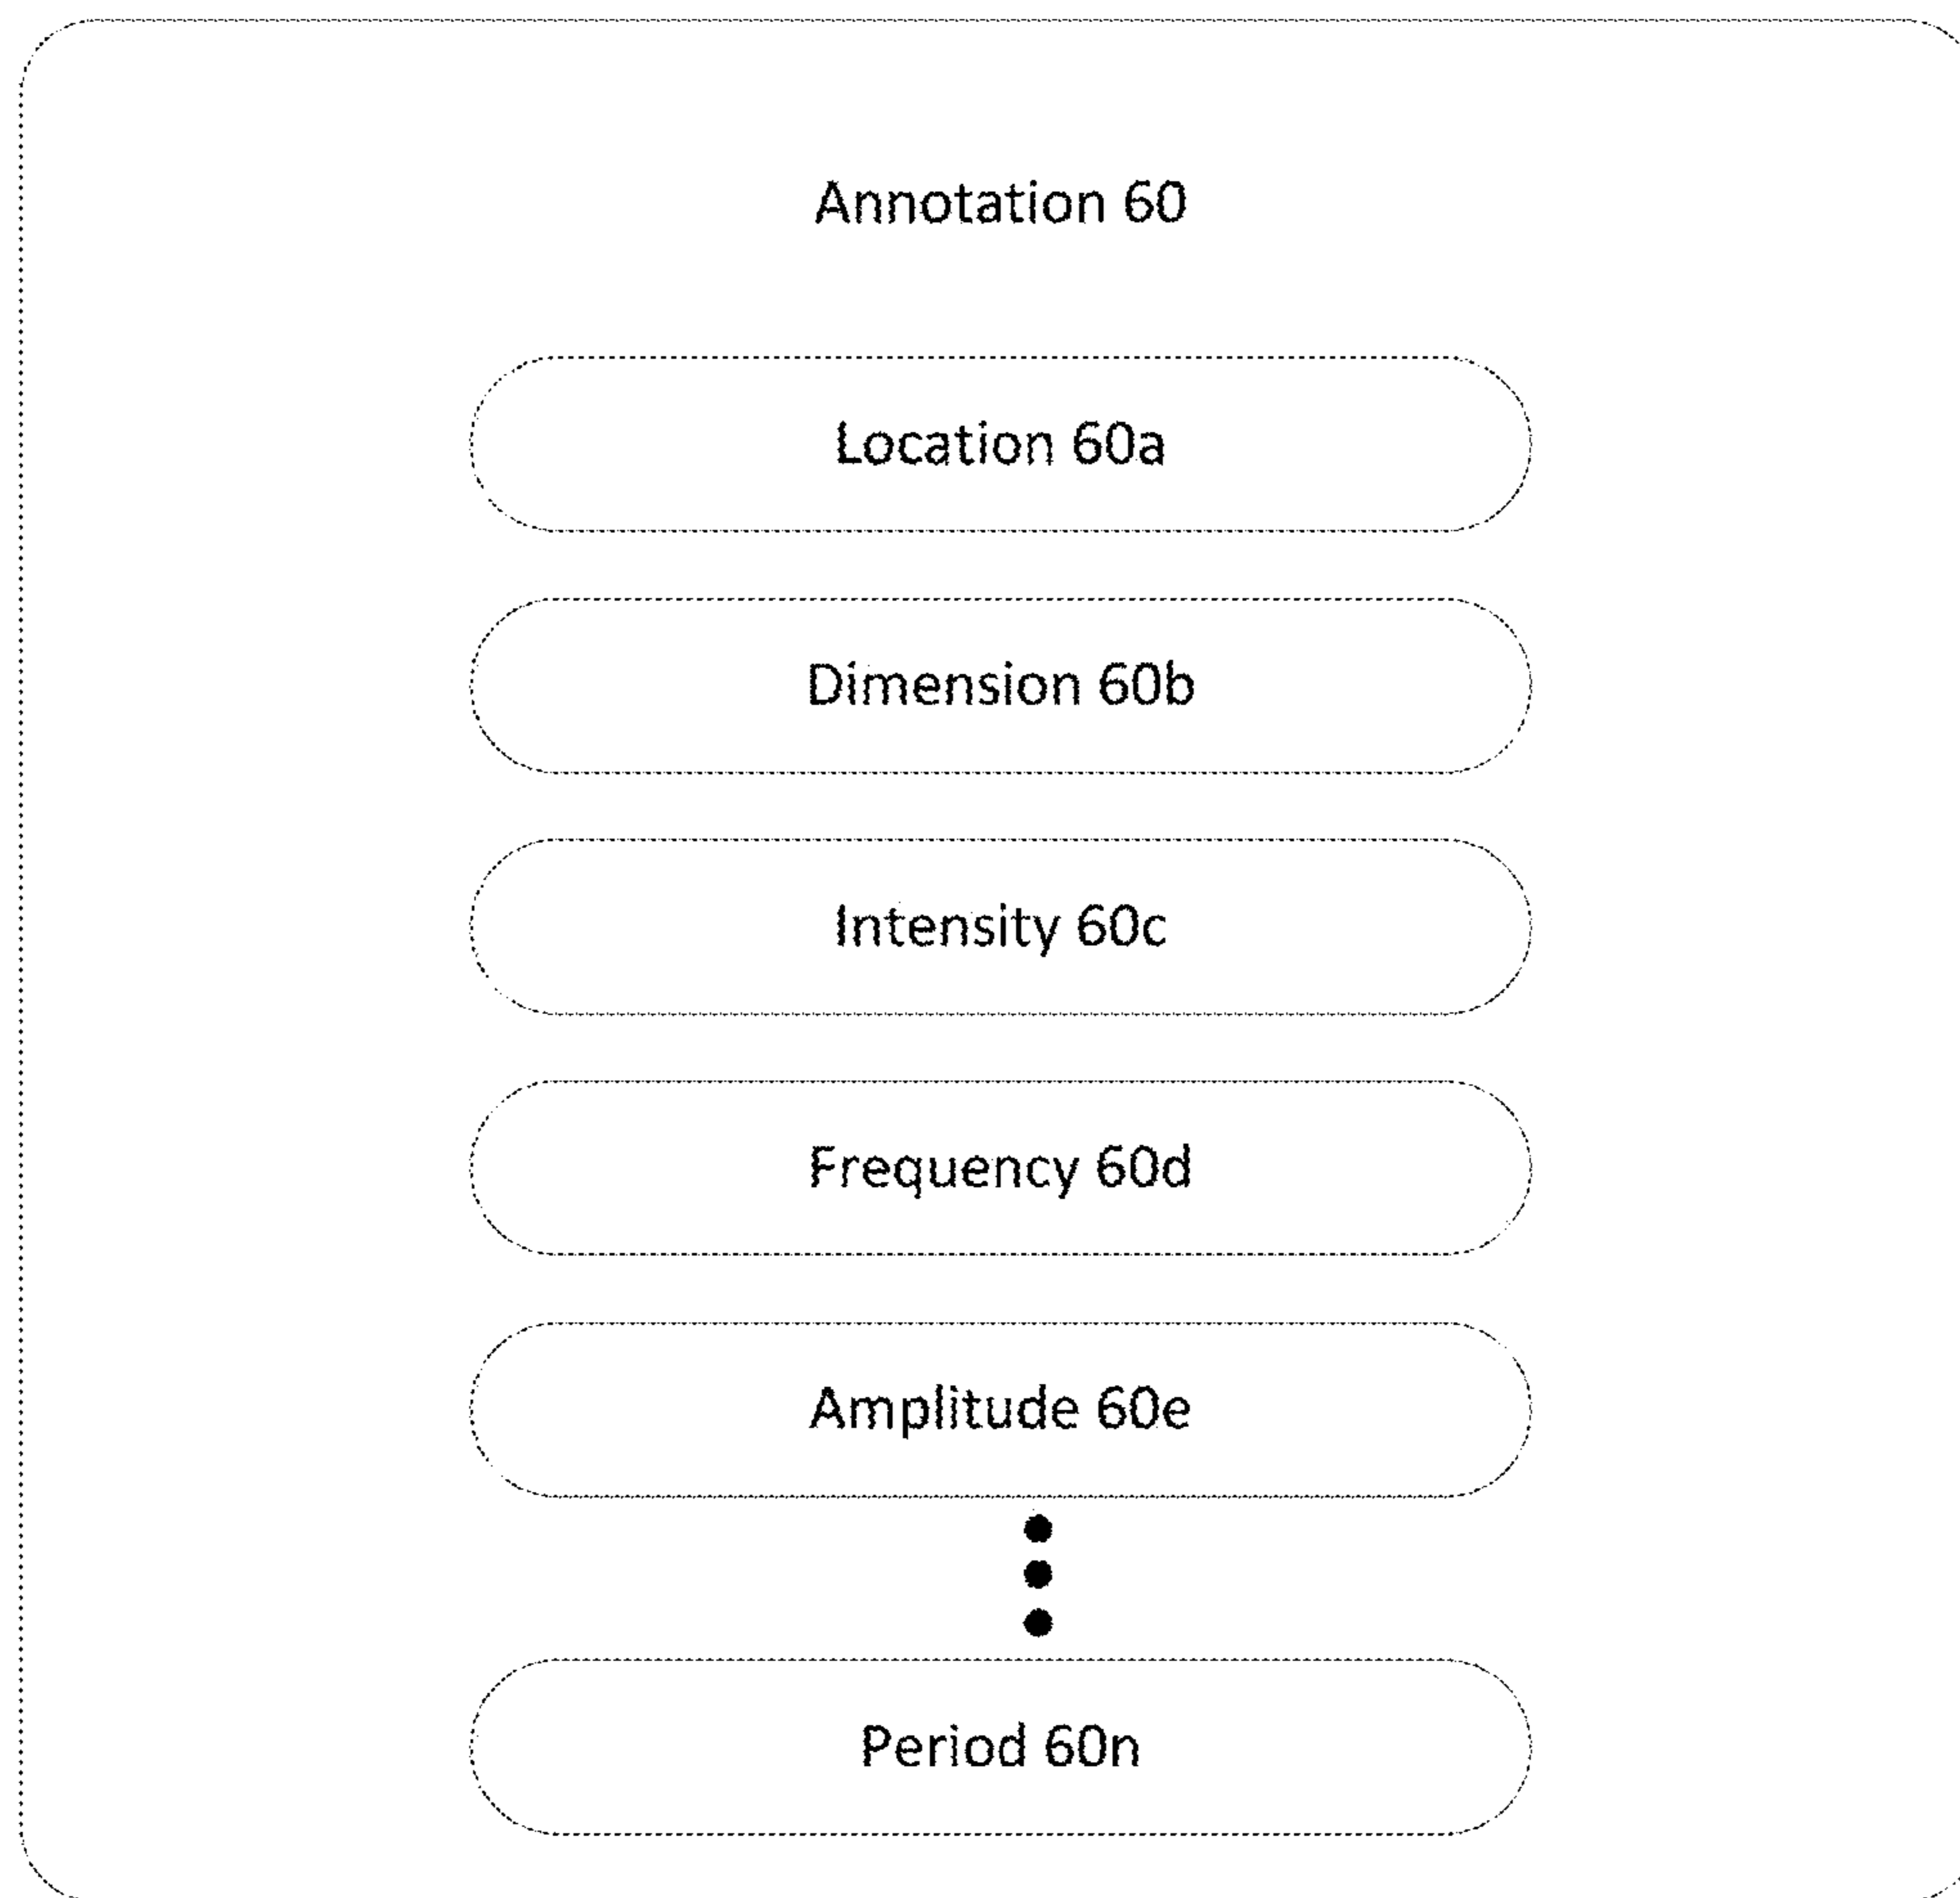 Annotation 60
Location 60a
Dimension 60b
Intensity 60c
Frequency 60d
Amplitude 60e
Period 60n